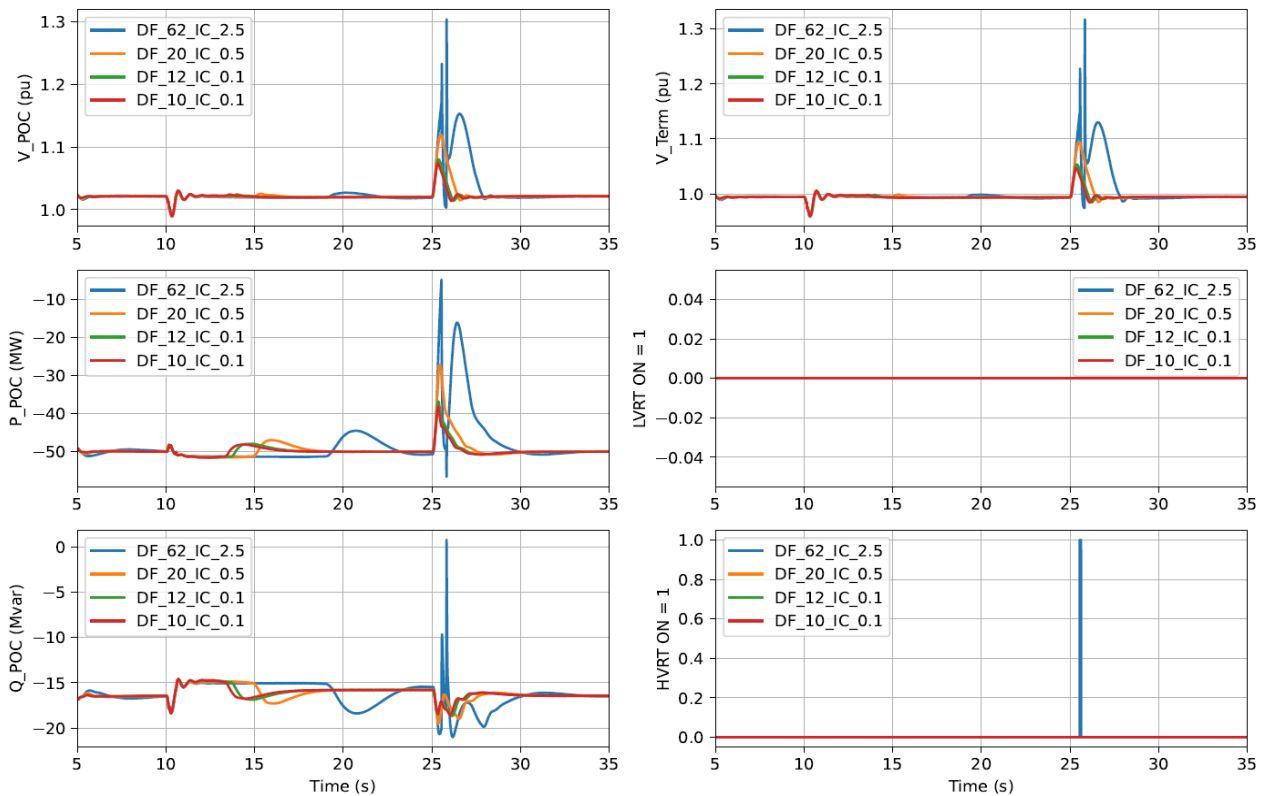 V_POC (pu)
1.3
1.2
1.1
1.0
DF_62_IC_2.5
DF_20_IC_0.5
DF_12_IC_0.1
DF_10_IC_0.1
5 10 15 20 25 30 35
V_Term (pu)
1.3
1.2
1.1
1.0
DF_62_IC_2.5
DF_20_IC_0.5
DF_12_IC_0.1
DF_10_IC_0.1
5 10 15 20 25 30 35
P_POC (MW)
−10
−20
−30
−40
−50
DF_62_IC_2.5
DF_20_IC_0.5
DF_12_IC_0.1
DF_10_IC_0.1
5 10 15 20 25 30 35
LVRT ON = 1
0.04
0.02
0.00
−0.02
−0.04
DF_62_IC_2.5
DF_20_IC_0.5
DF_12_IC_0.1
DF_10_IC_0.1
5 10 15 20 25 30 35
Q_POC (Mvar)
0
−5
−10
−15
−20
DF_62_IC_2.5
DF_20_IC_0.5
DF_12_IC_0.1
DF_10_IC_0.1
5 10 15 20 25 30 35
Time (s)
HVRT ON = 1
1.0
0.8
0.6
0.4
0.2
0.0
DF_62_IC_2.5
DF_20_IC_0.5
DF_12_IC_0.1
DF_10_IC_0.1
5 10 15 20 25 30 35
Time (s)